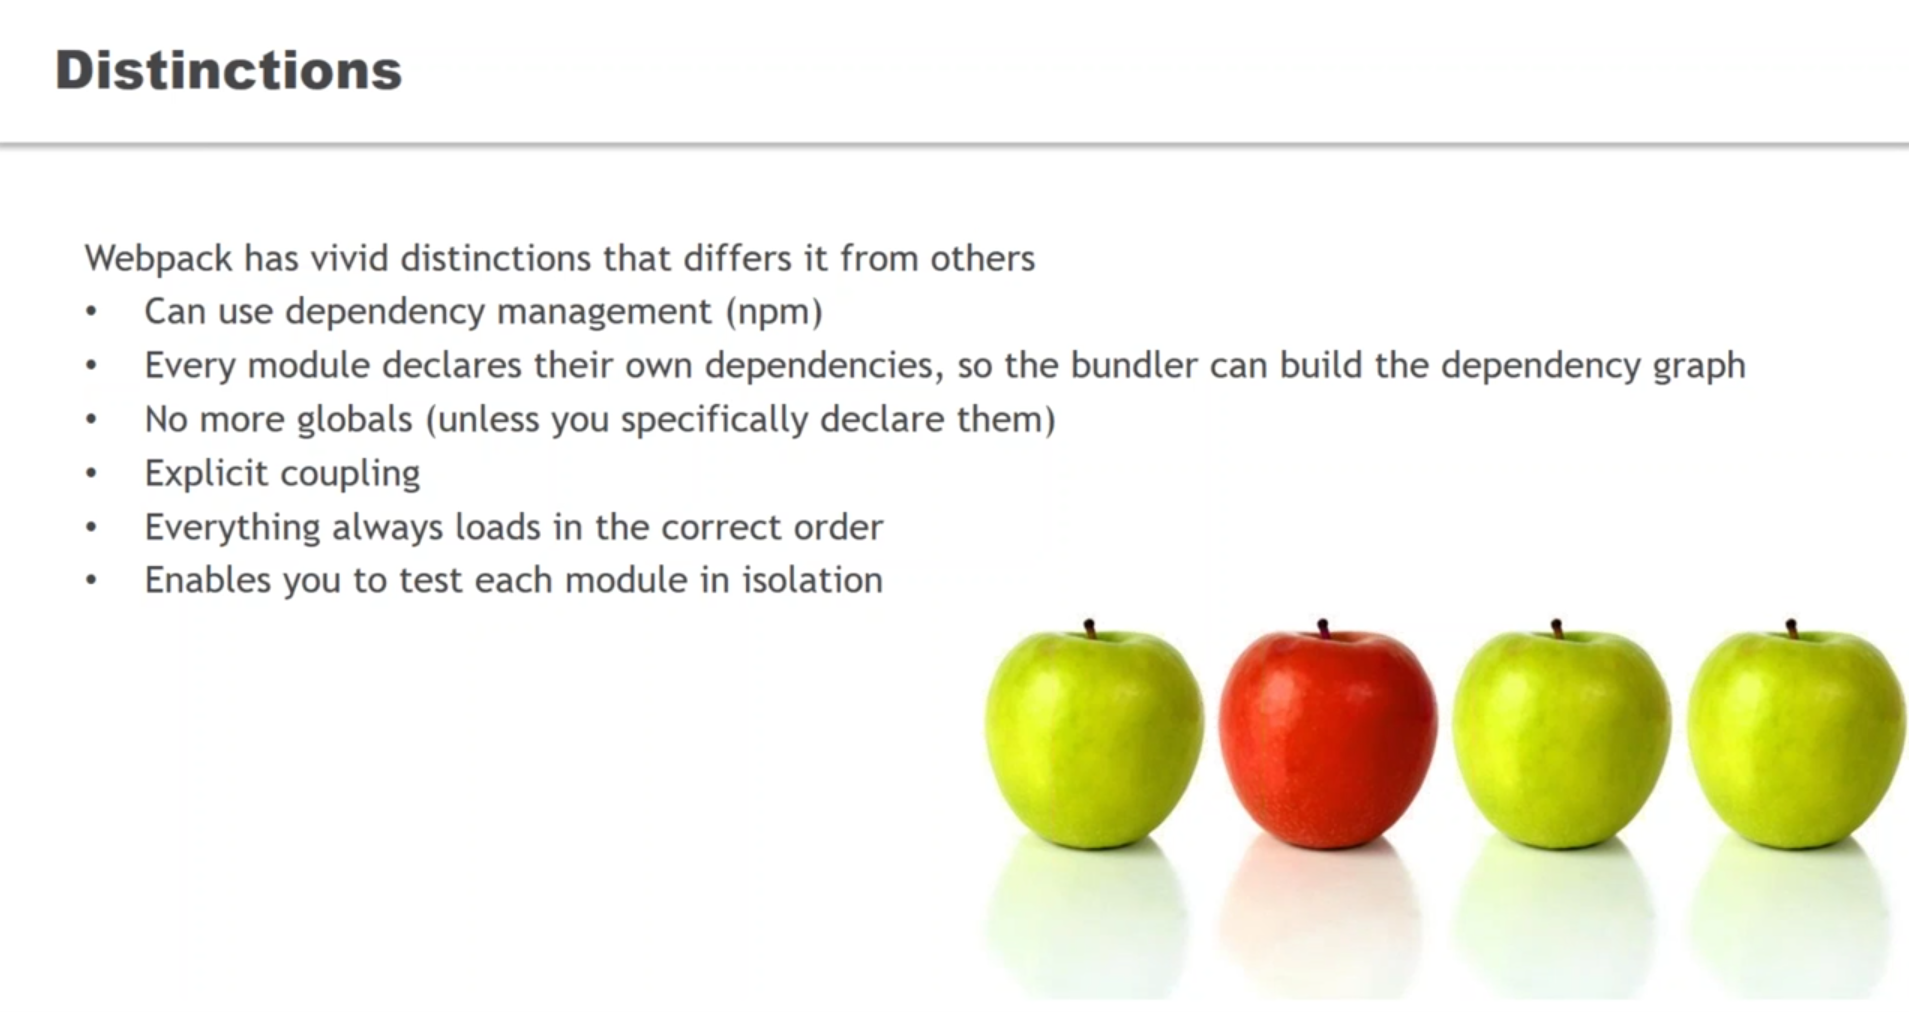 Distinctions
Webpack has vivid distinctions that differs it from others
• Can use dependency management (npm)
• Every module declares their own dependencies, so the bundler can build the dependency graph
• No more globals (unless you specifically declare them)
• Explicit coupling
• Everything always loads in the correct order
• Enables you to test each module in isolation